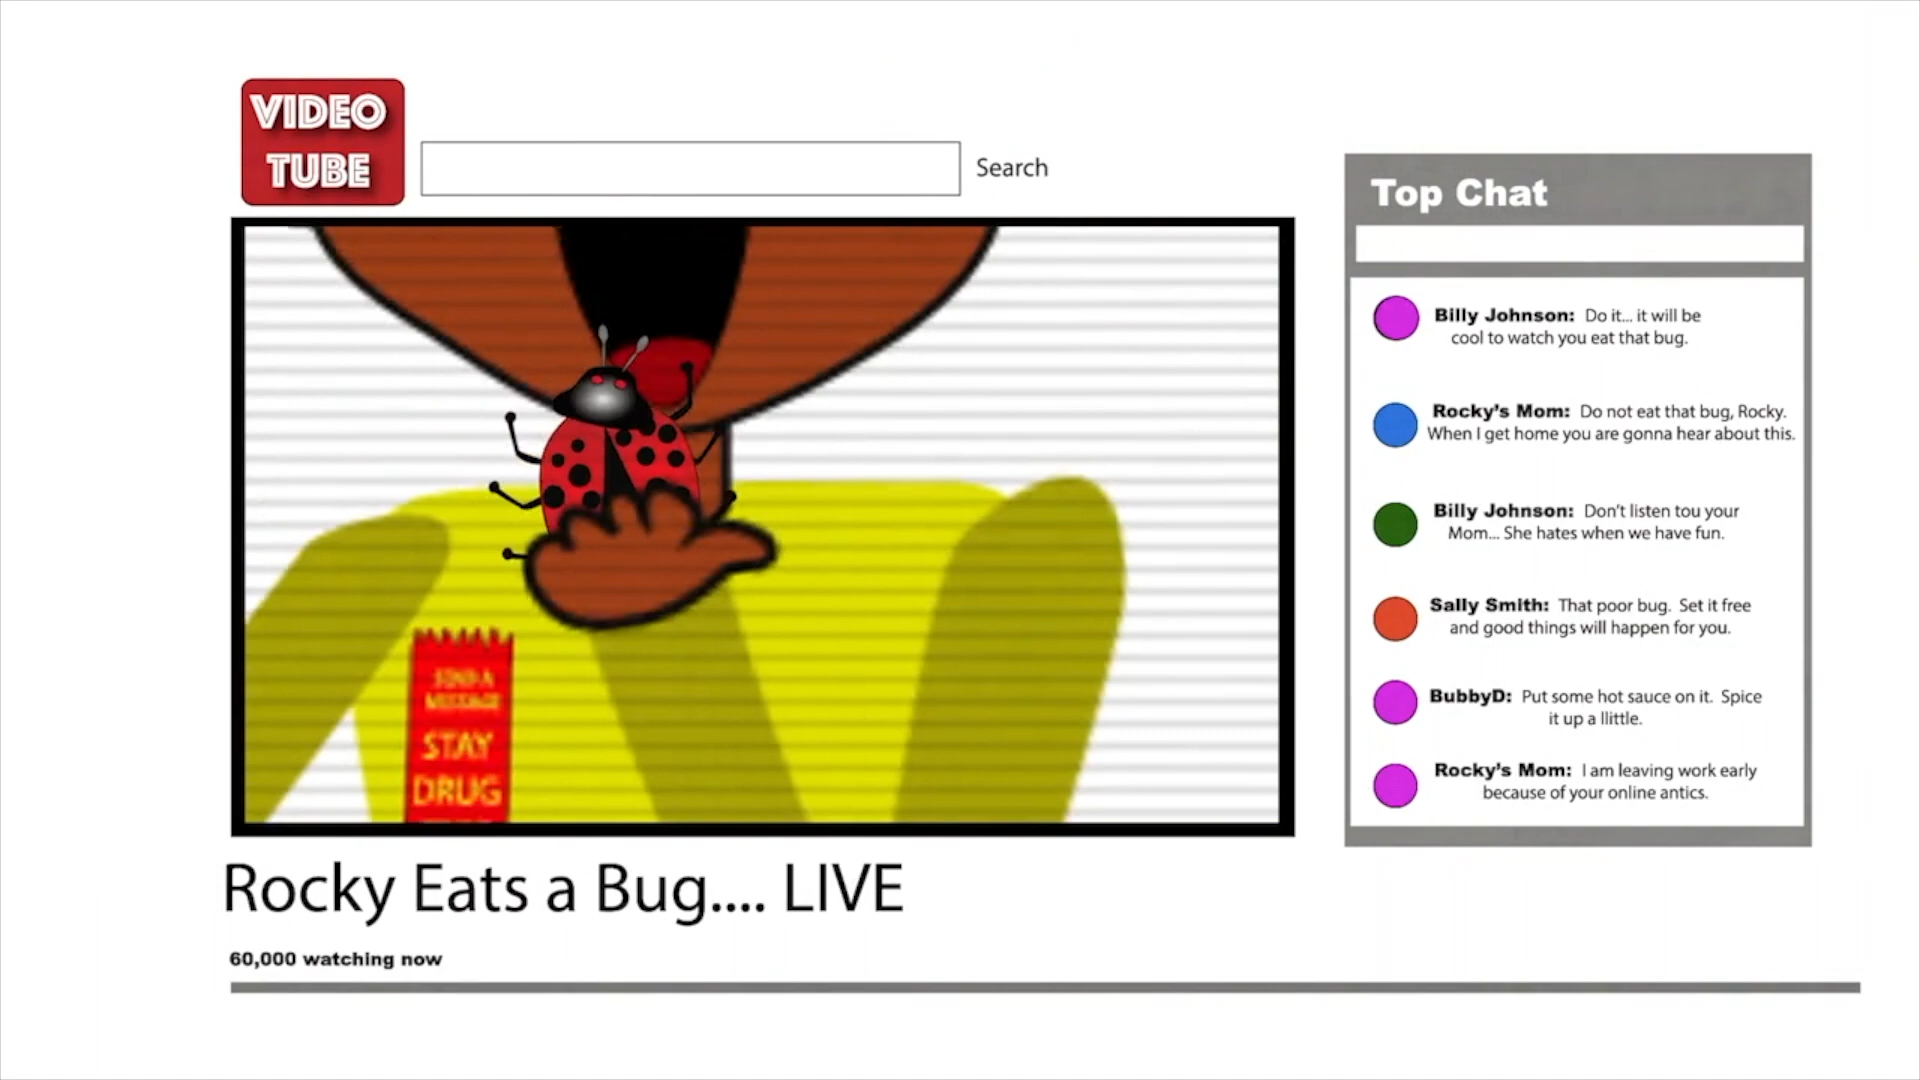 VIDEO
TUBE
Search
Top Chat
Billy Johnson: Do it... it will be
cool to watch you eat that bug.
Rocky's Mom: Do not eat that bug, Rocky.
When I get home you are gonna hear about this.
Billy Johnson: Don't listen tou your
Mom... She hates when we have fun.
Sally Smith: That poor bug. Set it free
and good things will happen for you.
BubbyD: Put some hot sauce on it. Spice
it up a llittle.
Rocky's Mom: I am leaving work early
because of your online antics.
SEND A
MESSAGE
STAY
DRUG
Rocky Eats a Bug.... LIVE
60,000 watching now